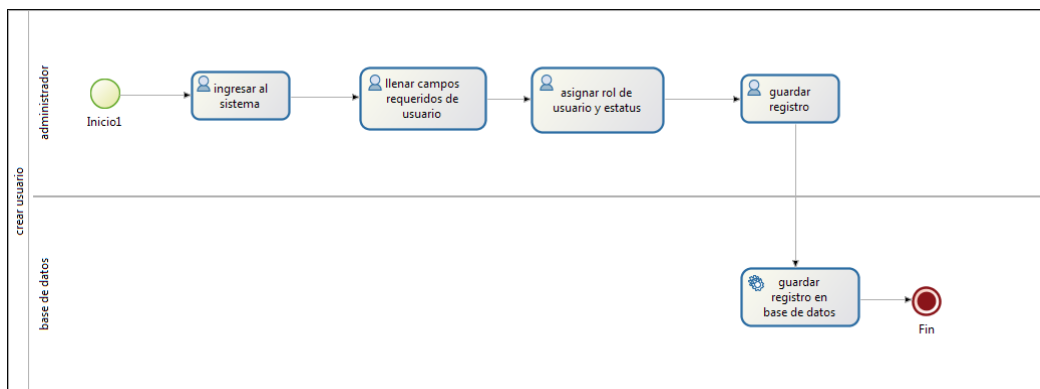 crear usuario
administrador
Inicio1
ingresar al
sistema
llenar campos
requeridos de
usuario
asignar rol de
usuario y estatus
guardar
registro
base de datos
guardar
registro en
base de datos
Fin